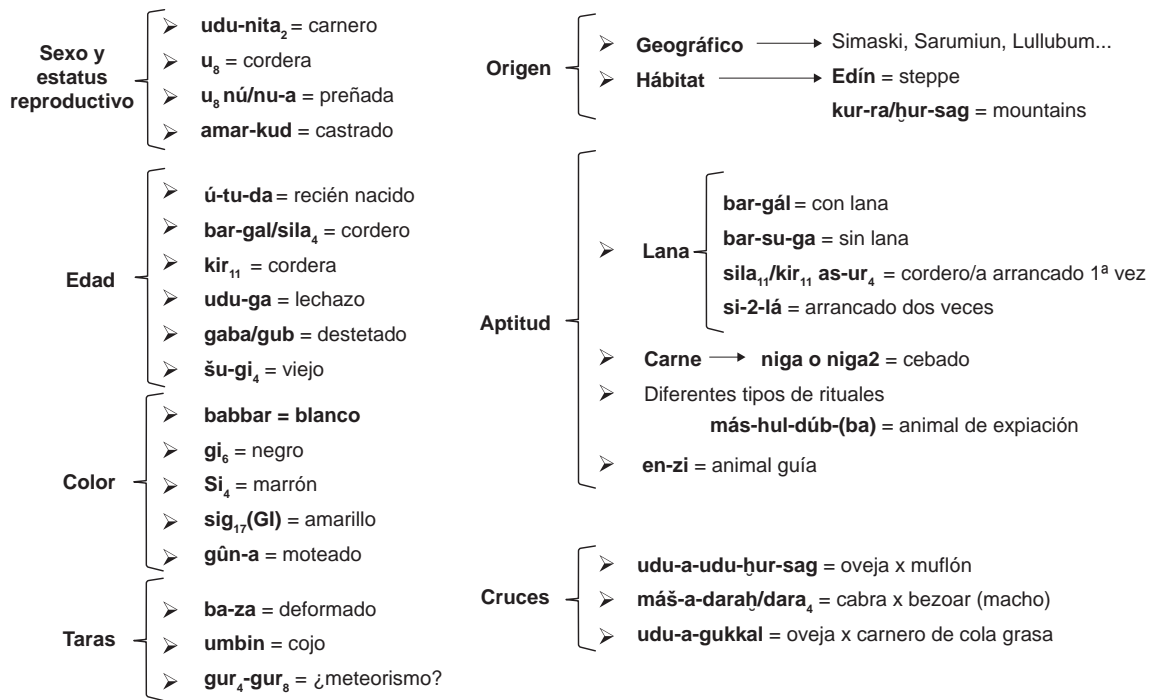 Sexo y
estatus
reproductivo
udu-nita₂ = carnero
u₈ = cordera
u₈ nú/nu-a = preñada
amar-kud = castrado
Edad
ú-tu-da = recién nacido
bar-gal/sila₄ = cordero
kir₁₁ = cordera
udu-ga = lechazo
gaba/gub = destetado
šu-gi₄ = viejo
Color
babbar = blanco
gi₆ = negro
Si₄ = marrón
sig₁₇(GI) = amarillo
gûn-a = moteado
Taras
ba-za = deformado
umbin = cojo
gur₄-gur₈ = ¿meteorismo?
Origen
Geográfico → Simaski, Sarumiun, Lullubum...
Hábitat → Edín = steppe
kur-ra/ḫur-sag = mountains
Aptitud
Lana
bar-gál = con lana
bar-su-ga = sin lana
sila₁₁/kir₁₁ as-ur₄ = cordero/a arrancado 1ª vez
si-2-lá = arrancado dos veces
Carne → niga o niga2 = cebado
Diferentes tipos de rituales
más-hul-dúb-(ba) = animal de expiación
en-zi = animal guía
Cruces
udu-a-udu-ḫur-sag = oveja x muflón
máš-a-daraḫ/dara₄ = cabra x bezoar (macho)
udu-a-gukkal = oveja x carnero de cola grasa